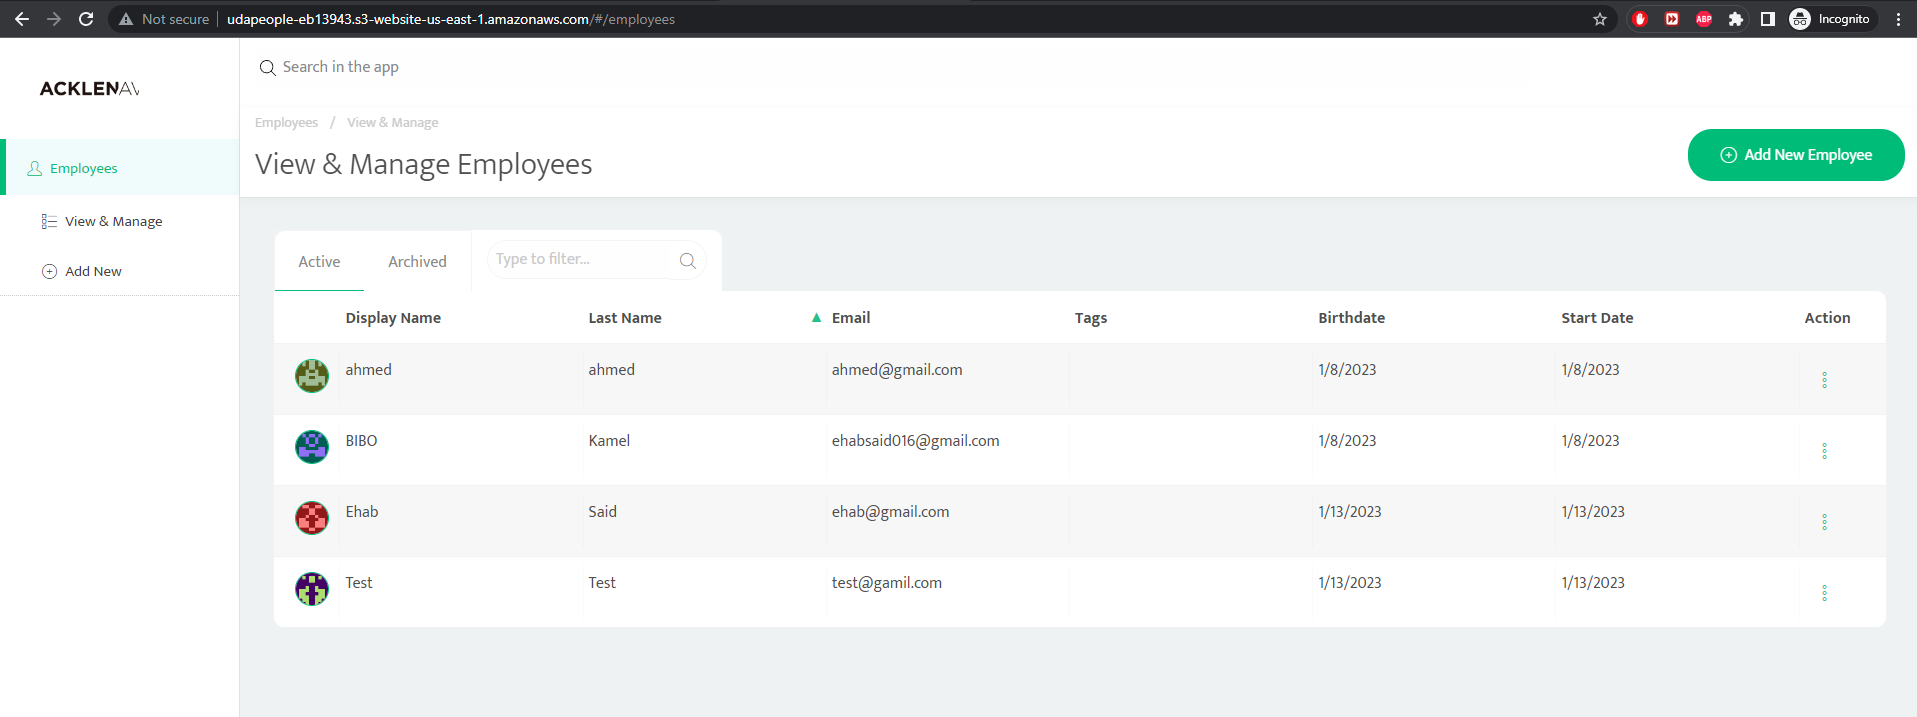 Not secure udapeople-eb13943.s3-website-us-east-1.amazonaws.com/#/employees ABP Incognito
ACKLENAV
Search in the app
Employees / View & Manage
View & Manage Employees
Add New Employee
Employees
View & Manage
Add New
Active Archived Type to filter...
Display Name Last Name Email Tags Birthdate Start Date Action
ahmed ahmed ahmed@gmail.com 1/8/2023 1/8/2023
BIBO Kamel ehabsaid016@gmail.com 1/8/2023 1/8/2023
Ehab Said ehab@gmail.com 1/13/2023 1/13/2023
Test Test test@gamil.com 1/13/2023 1/13/2023